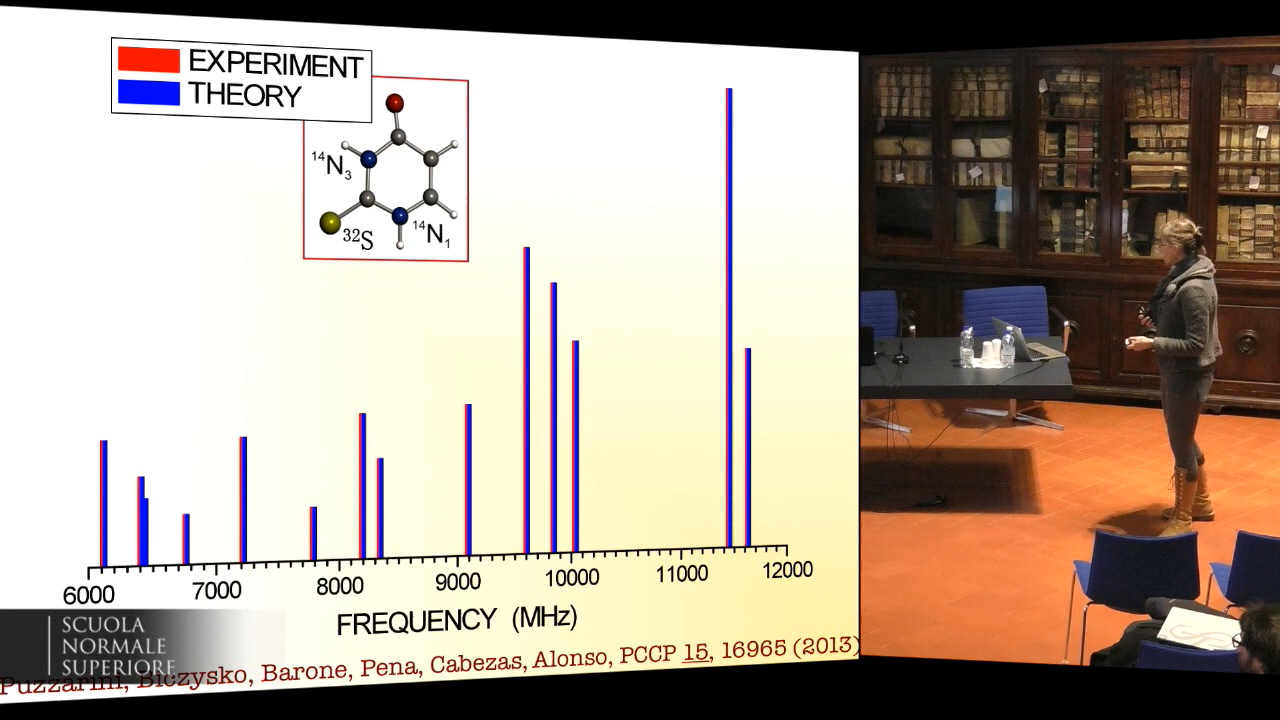 EXPERIMENT
THEORY
14N3
32S
14N1
6000 7000 8000 9000 10000 11000 12000
FREQUENCY (MHz)
SCUOLA
NORMALE
SUPERIORE
Puzzarini, Biczysko, Barone, Pena, Cabezas, Alonso, PCCP 15, 16965 (2013)